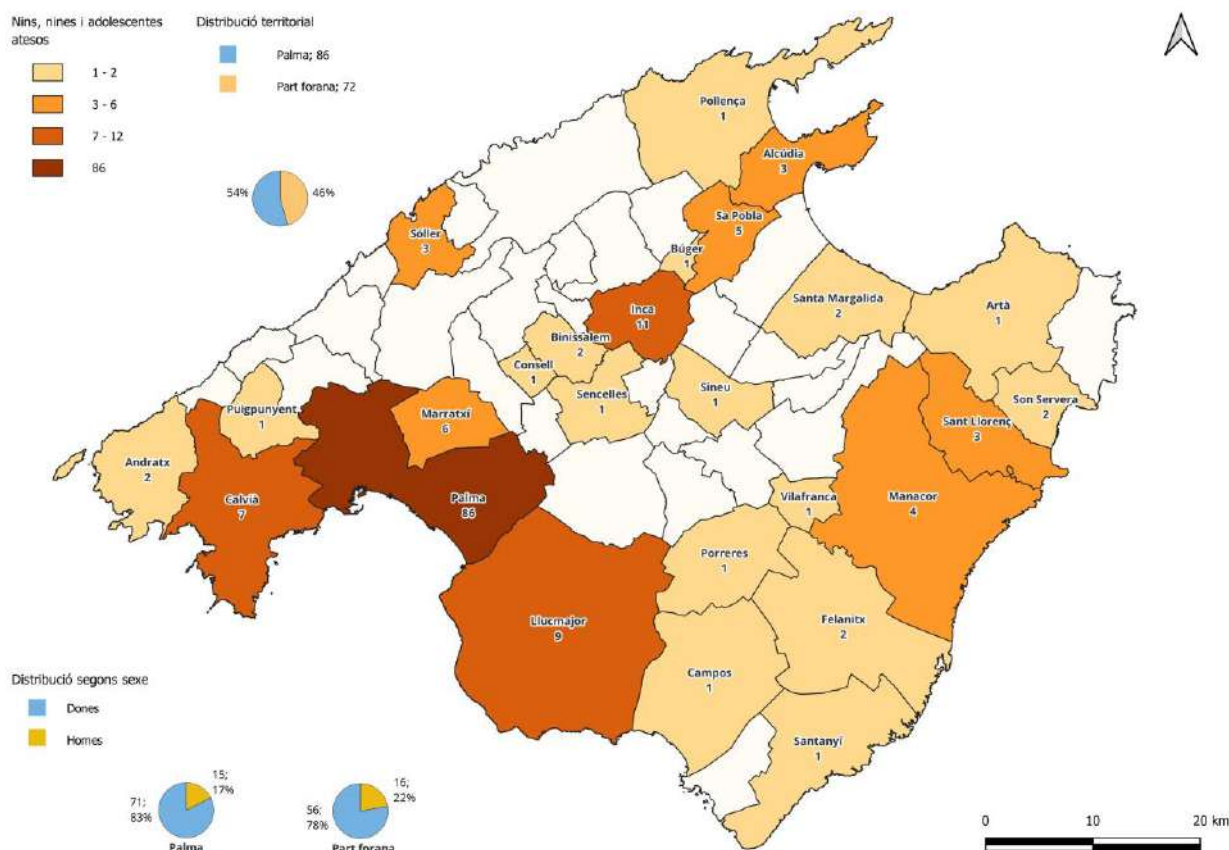 Nins, nines i adolescentes
atesos
1 - 2
3 - 6
7 - 12
86
Distribució territorial
Palma; 86
Part forana; 72
54%
46%
Pollença
1
Alcúdia
3
Sa Pobla
5
Sóller
3
Búger
1
Inca
11
Santa Margalida
2
Artà
1
Binissalem
2
Consell
1
Sencelles
1
Sineu
1
Son Servera
2
Sant Llorenç
3
Puigpunyent
1
Marratxí
6
Andratx
2
Calvià
7
Palma
86
Vilafranca
1
Manacor
4
Porreres
1
Llucmajor
9
Felanitx
2
Campos
1
Santanyí
1
Distribució segons sexe
Dones
Homes
15;
17%
71;
83%
Palma
16;
22%
56;
78%
Part forana
0 10 20 km